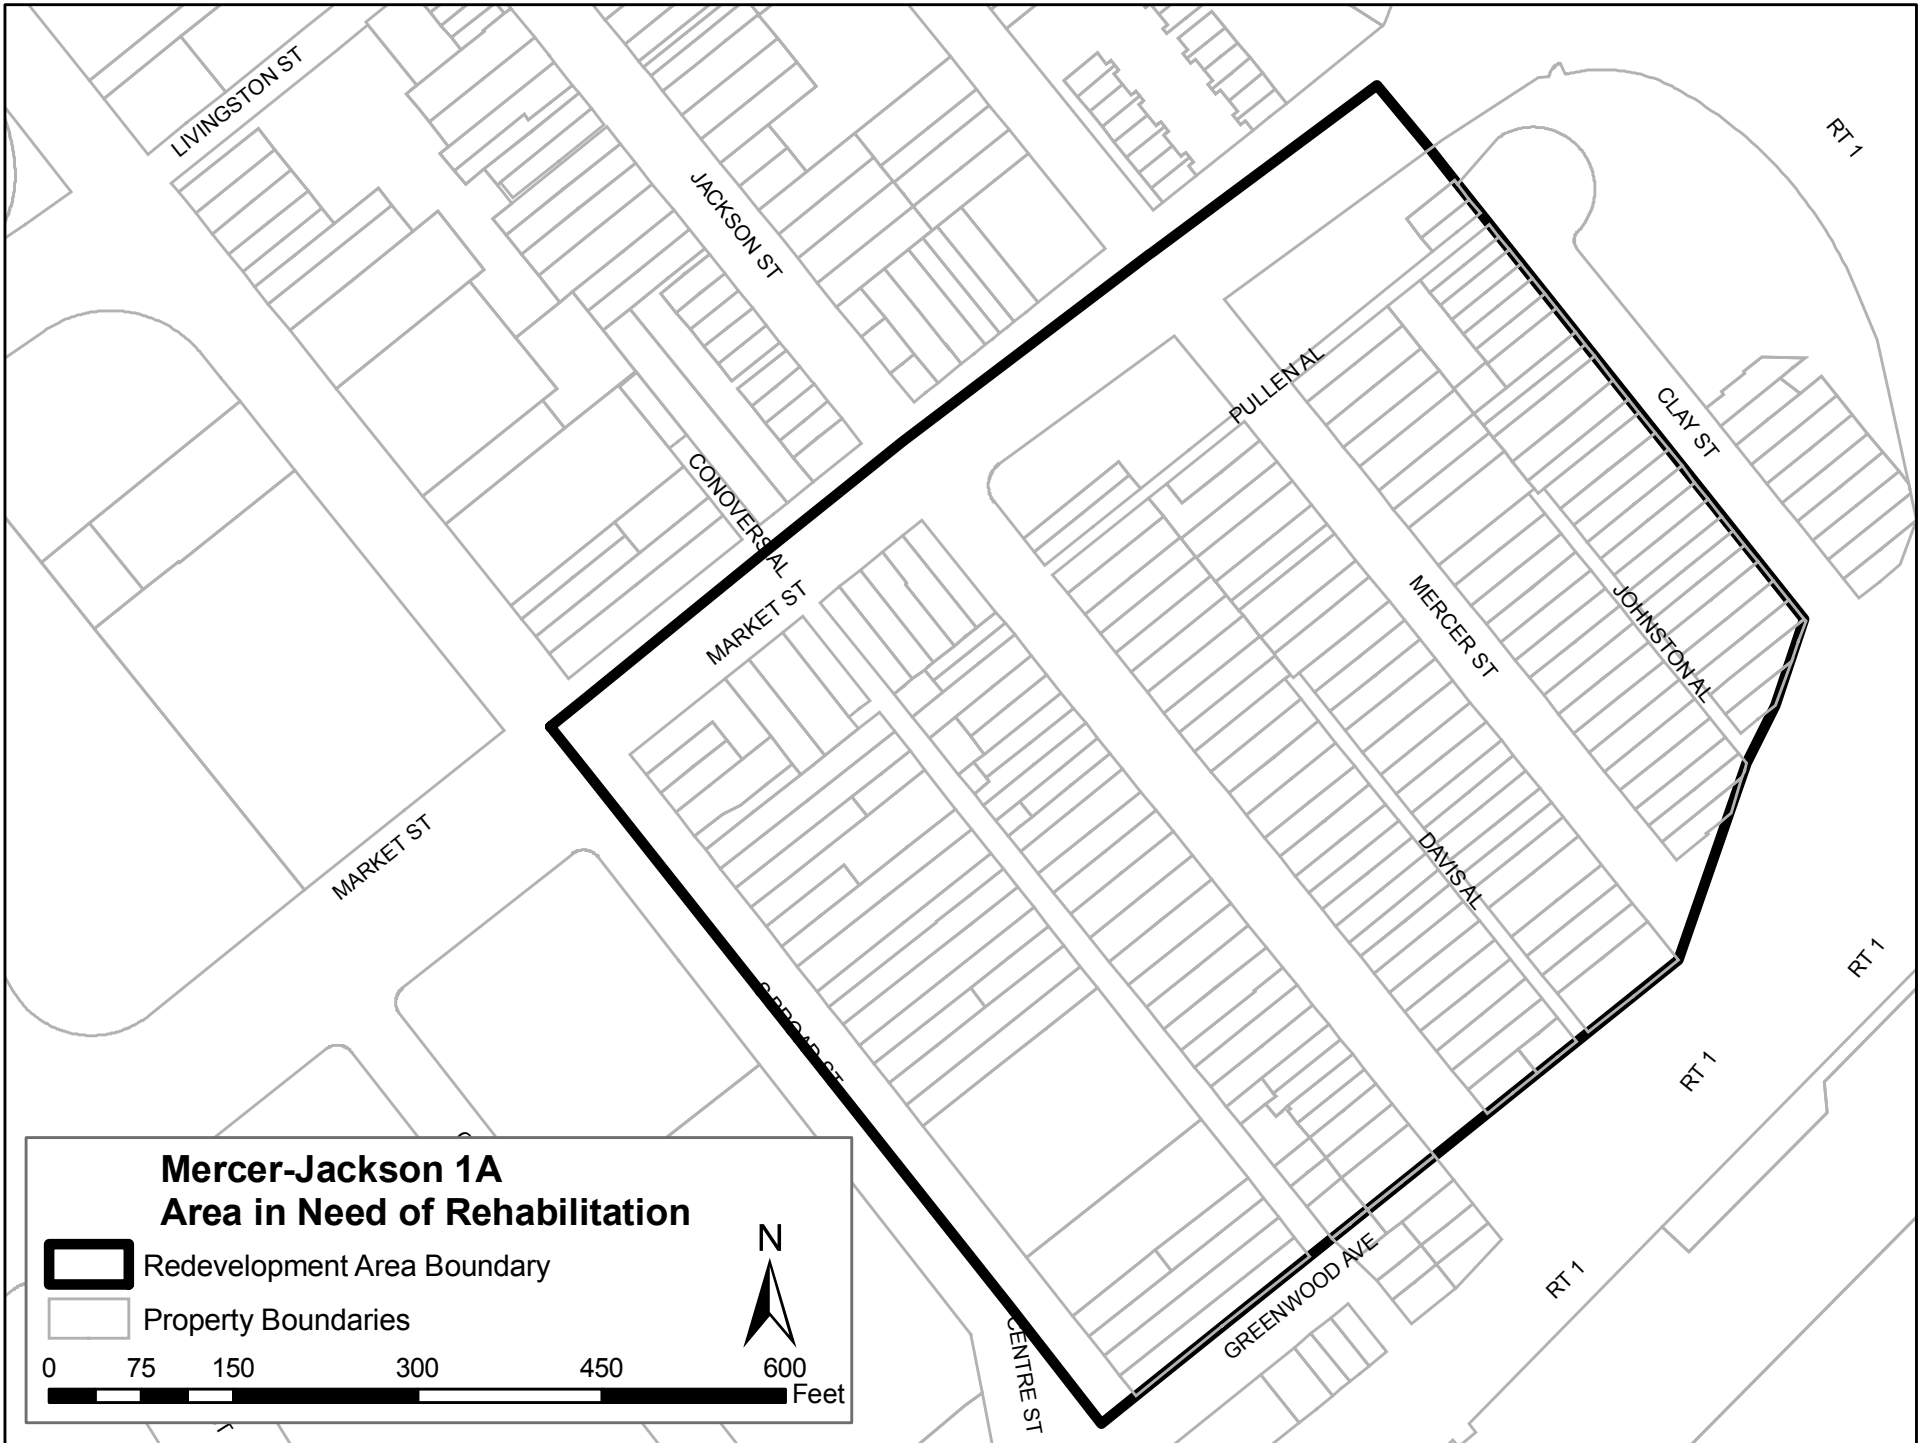 LIVINGSTON ST
RT 1
JACKSON ST
PULLEN AL
CLAY ST
CONOVERS AL
MARKET ST
MERCER ST
JOHNSTON AL
MARKET ST
DAVIS AL
S BROAD ST
RT 1
RT 1
RT 1
GREENWOOD AVE
CENTRE ST
Mercer-Jackson 1A
Area in Need of Rehabilitation
N
Redevelopment Area Boundary
Property Boundaries
0 75 150 300 450 600
Feet